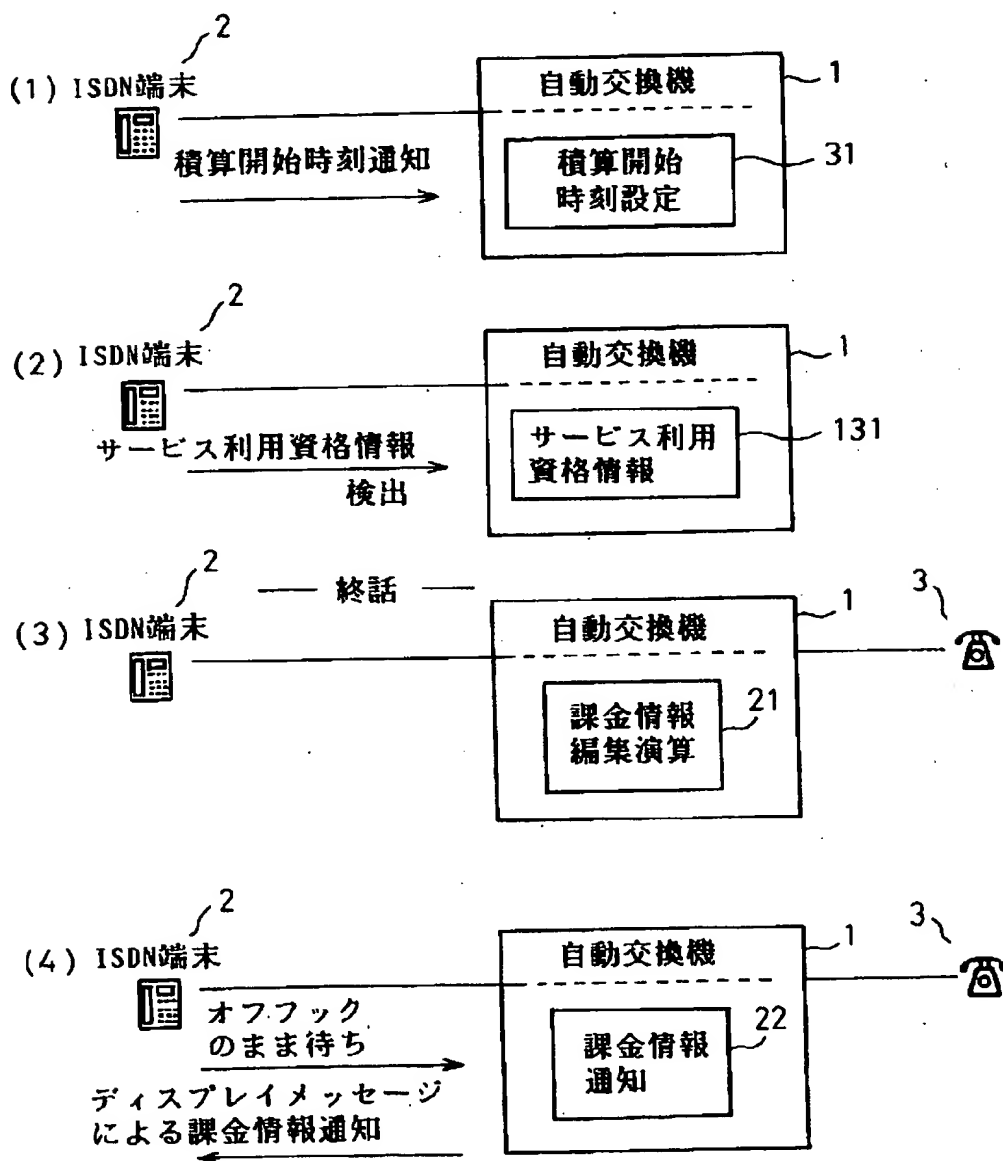 2
(1) ISDN端末
自動交換機
1
積算開始時刻通知
積算開始
時刻設定
31
2
(2) ISDN端末
自動交換機
1
サービス利用資格情報
検出
サービス利用
資格情報
131
2
終話
(3) ISDN端末
自動交換機
1
3
課金情報
編集演算
21
2
(4) ISDN端末
自動交換機
1
3
オフフック
のまま待ち
課金情報
通知
22
ディスプレイメッセージ
による課金情報通知